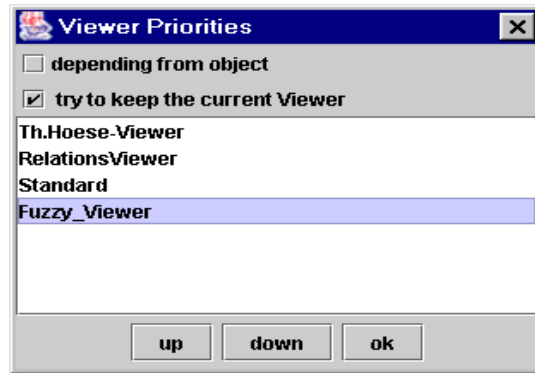 Viewer Priorities
depending from object
try to keep the current Viewer
Th.Hoese-Viewer
RelationsViewer
Standard
Fuzzy_Viewer
up down ok